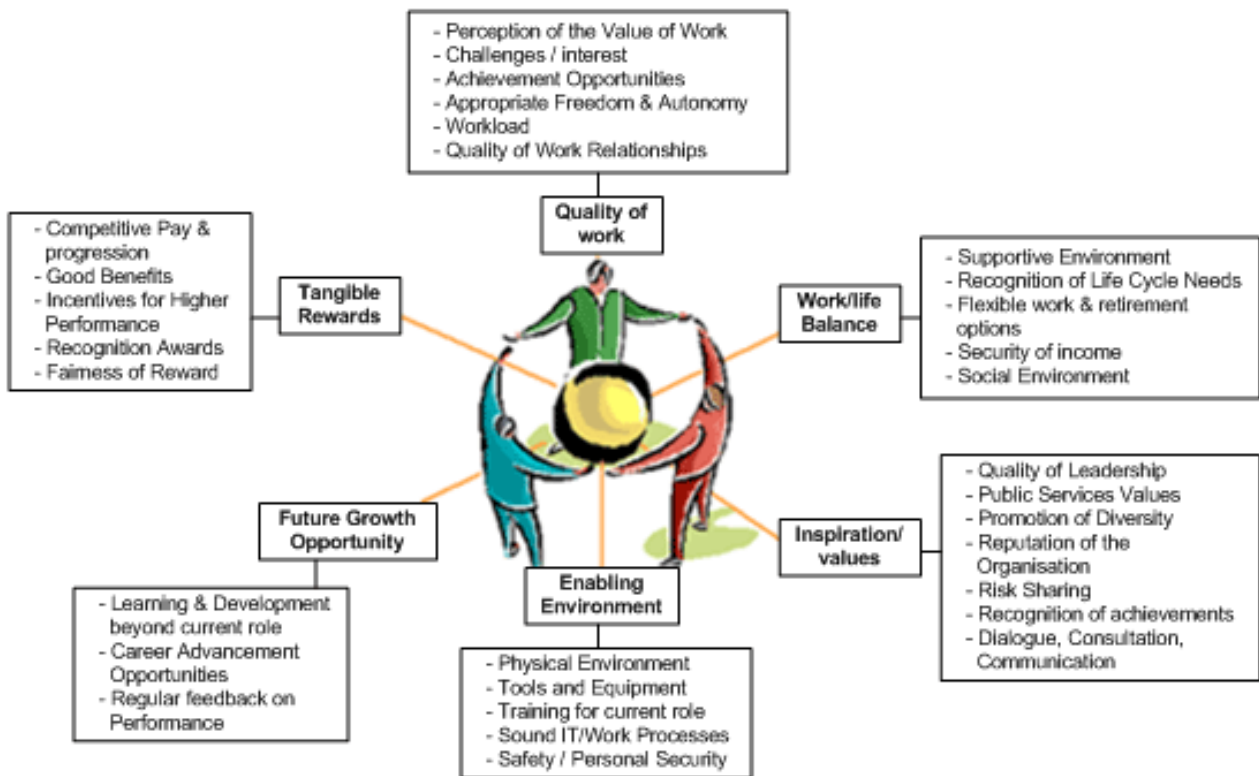 - Perception of the Value of Work
- Challenges / interest
- Achievement Opportunities
- Appropriate Freedom & Autonomy
- Workload
- Quality of Work Relationships
Quality of
work
- Competitive Pay &
progression
- Good Benefits
- Incentives for Higher
Performance
- Recognition Awards
- Fairness of Reward
Tangible
Rewards
Work/life
Balance
- Supportive Environment
- Recognition of Life Cycle Needs
- Flexible work & retirement
options
- Security of income
- Social Environment
Future Growth
Opportunity
- Learning & Development
beyond current role
- Career Advancement
Opportunities
- Regular feedback on
Performance
Enabling
Environment
- Physical Environment
- Tools and Equipment
- Training for current role
- Sound IT/Work Processes
- Safety / Personal Security
Inspiration/
values
- Quality of Leadership
- Public Services Values
- Promotion of Diversity
- Reputation of the
Organisation
- Risk Sharing
- Recognition of achievements
- Dialogue, Consultation,
Communication